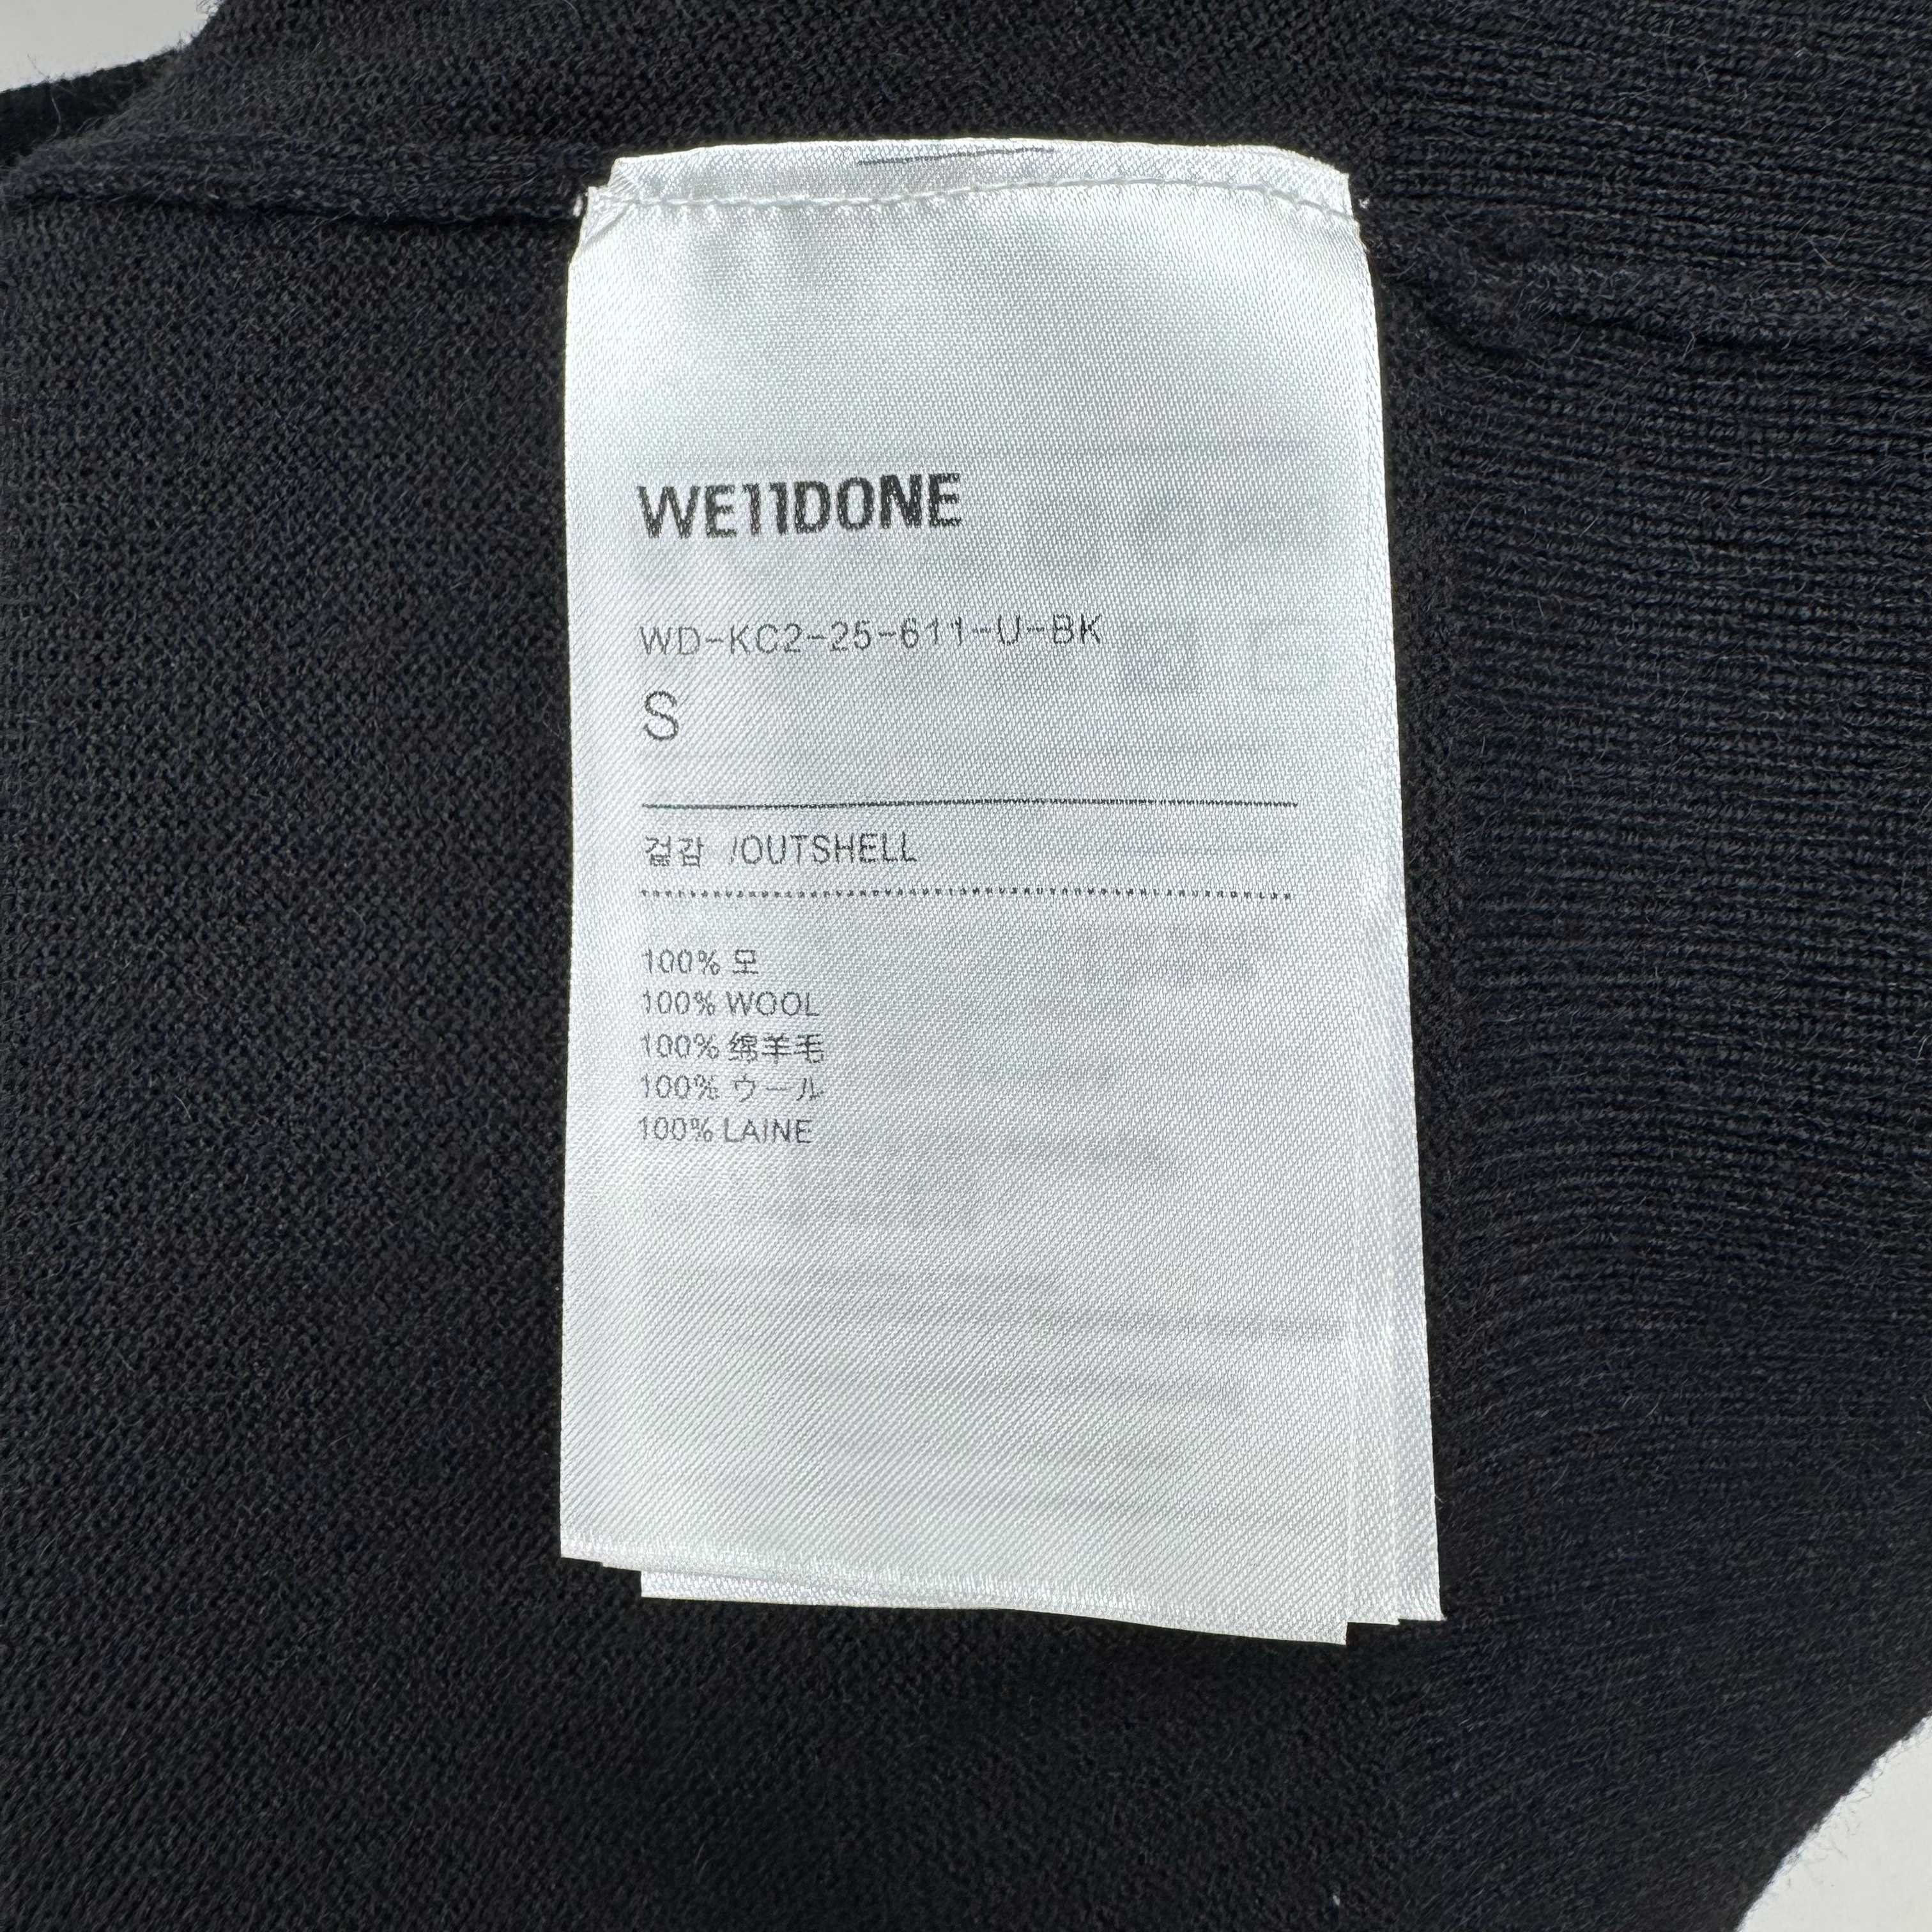 WE11DONE
WD-KC2-25-611-U-BK
S
겉감 /OUTSHELL
100% 모
100% WOOL
100% 绵羊毛
100% ウール
100% LAINE